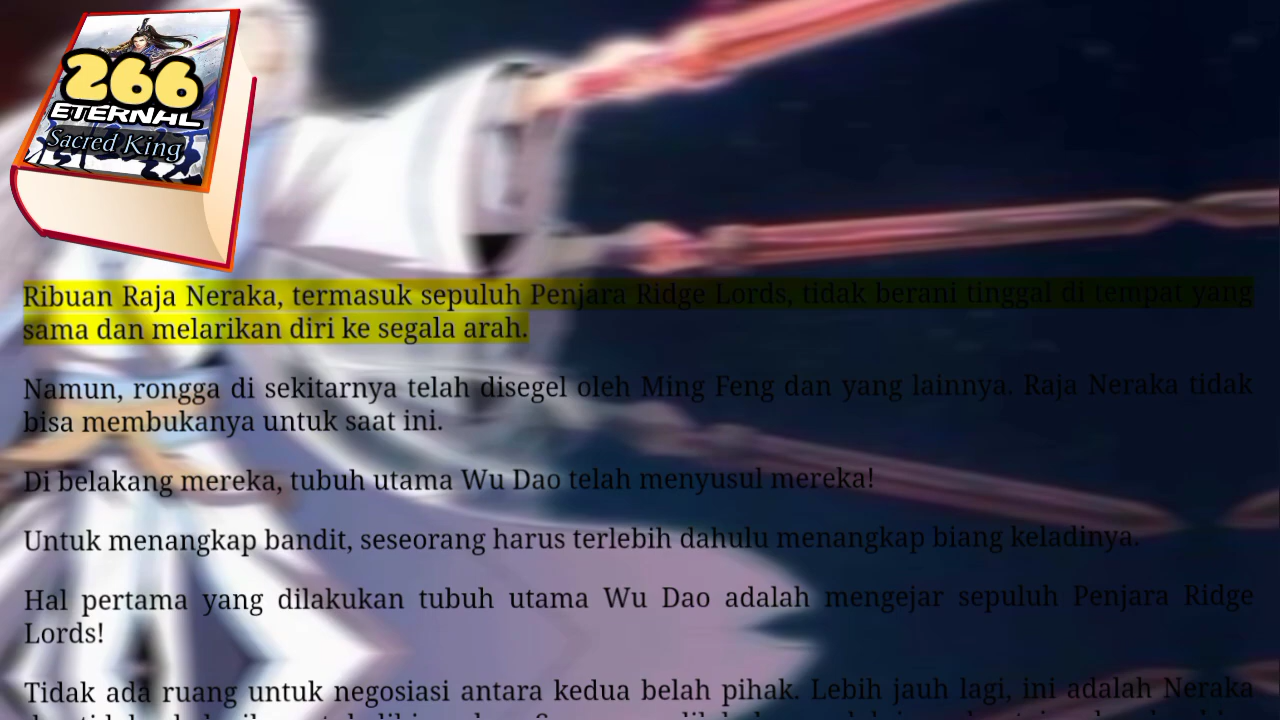 266
ETERNAL
Sacred King
Ribuan Raja Neraka, termasuk sepuluh Penjara Ridge Lords, tidak berani tinggal di tempat yang
sama dan melarikan diri ke segala arah.
Namun, rongga di sekitarnya telah disegel oleh Ming Feng dan yang lainnya. Raja Neraka tidak
bisa membukanya untuk saat ini.
Di belakang mereka, tubuh utama Wu Dao telah menyusul mereka!
Untuk menangkap bandit, seseorang harus terlebih dahulu menangkap biang keladinya.
Hal pertama yang dilakukan tubuh utama Wu Dao adalah mengejar sepuluh Penjara Ridge
Lords!
Tidak ada ruang untuk negosiasi antara kedua belah pihak. Lebih jauh lagi, ini adalah Neraka